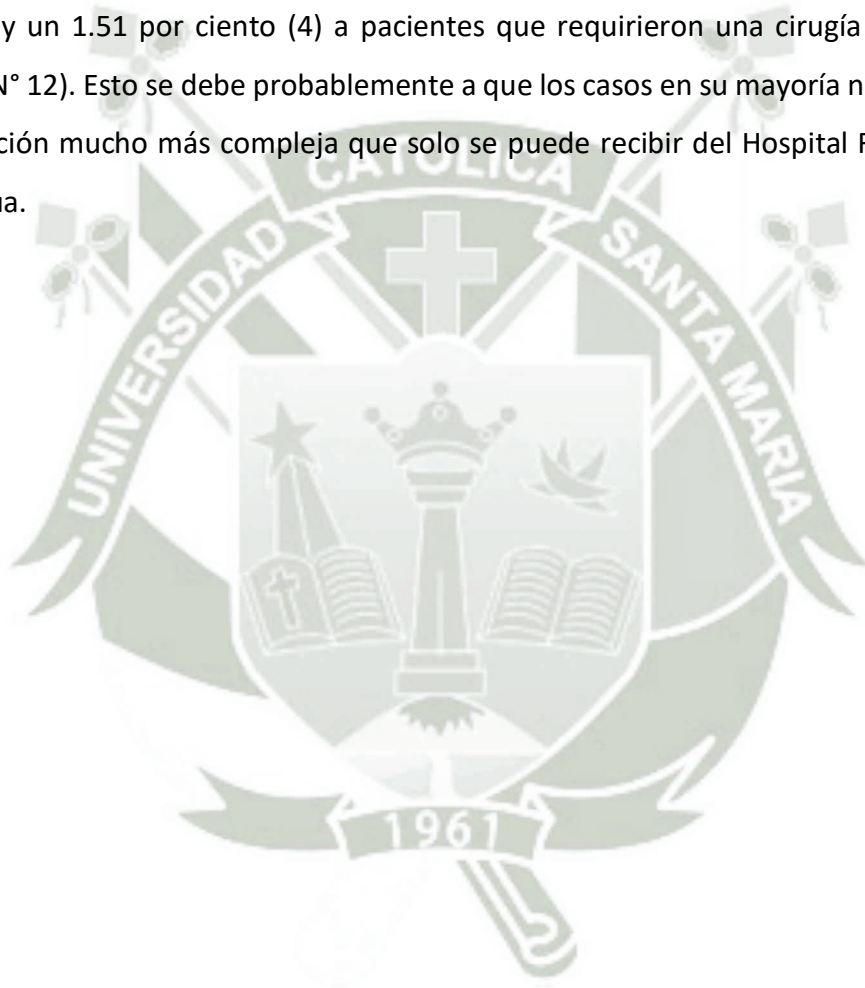 y un 1.51 por ciento (4) a pacientes que requirieron una cirugía
N° 12). Esto se debe probablemente a que los casos en su mayoría n
ción mucho más compleja que solo se puede recibir del Hospital
ua.
UNIVERSIDAD CATOLICA SANTA MARIA
1961